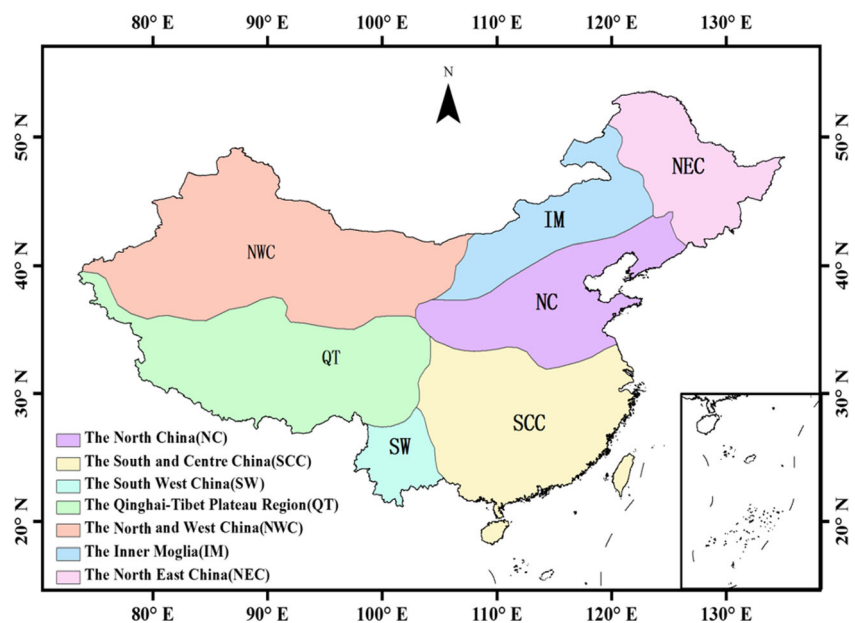 80° E 90° E 100° E 110° E 120° E 130° E
N
50° N 50° N
NEC
IM
NWC
40° N 40° N
NC
QT
30° N 30° N
SCC
SW
The North China(NC)
The South and Centre China(SCC)
The South West China(SW)
The Qinghai-Tibet Plateau Region(QT)
The North and West China(NWC)
The Inner Moglia(IM)
The North East China(NEC)
20° N 20° N
80° E 90° E 100° E 110° E 120° E 130° E